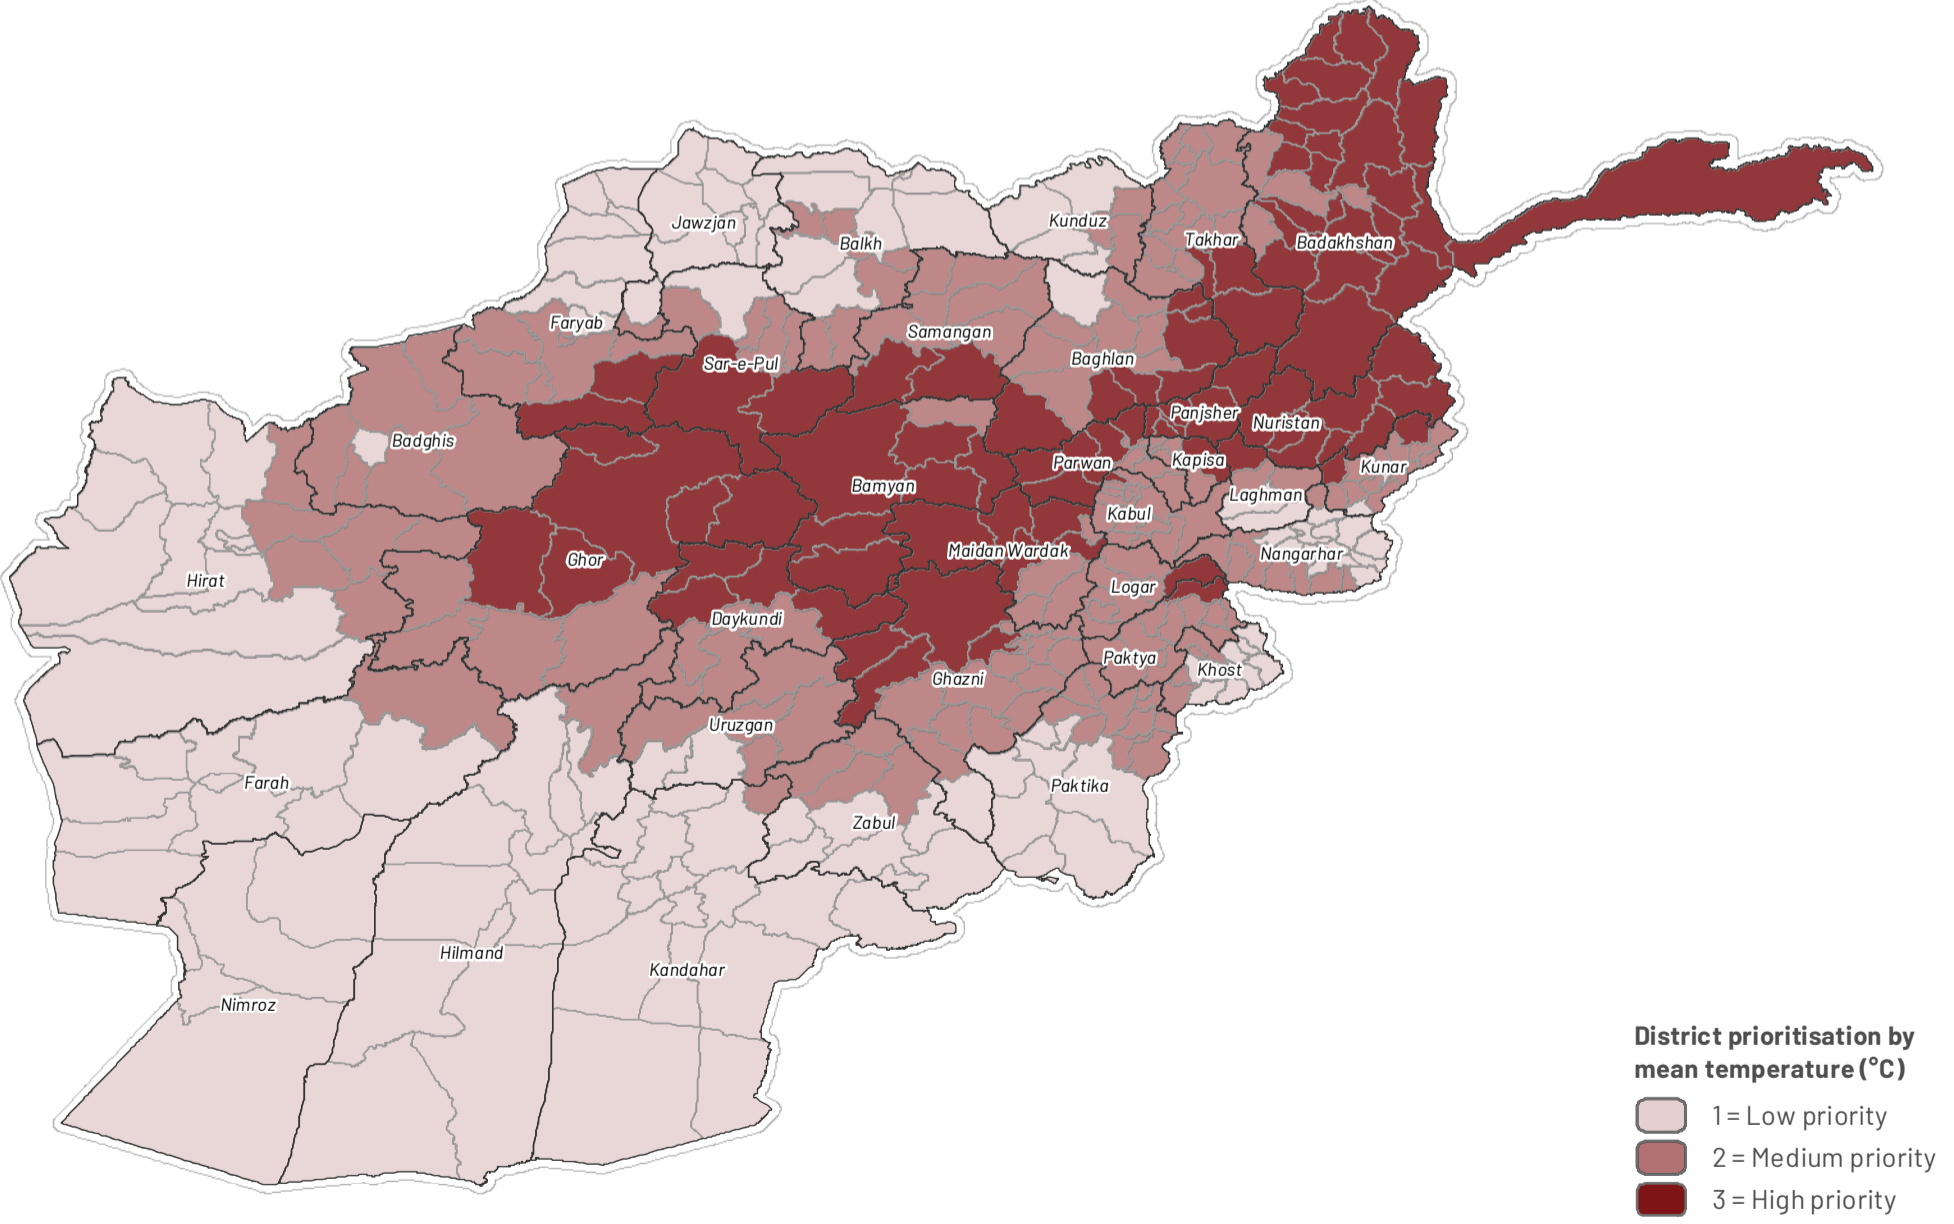 Jawzjan
Kunduz
Balkh
Takhar
Badakhshan
Faryab
Samangan
Sar-e-Pul
Baghlan
Panjsher
Nuristan
Badghis
Parwan
Kapisa
Kunar
Bamyan
Laghman
Kabul
Maidan Wardak
Nangarhar
Ghor
Hirat
Logar
Daykundi
Paktya
Khost
Ghazni
Uruzgan
Farah
Paktika
Zabul
Hilmand
Kandahar
Nimroz
District prioritisation by
mean temperature (°C)
1 = Low priority
2 = Medium priority
3 = High priority